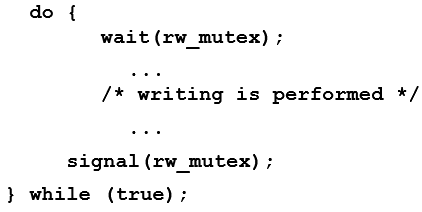 do {
wait(rw_mutex);
...
/* writing is performed */
...
signal(rw_mutex);
} while (true);